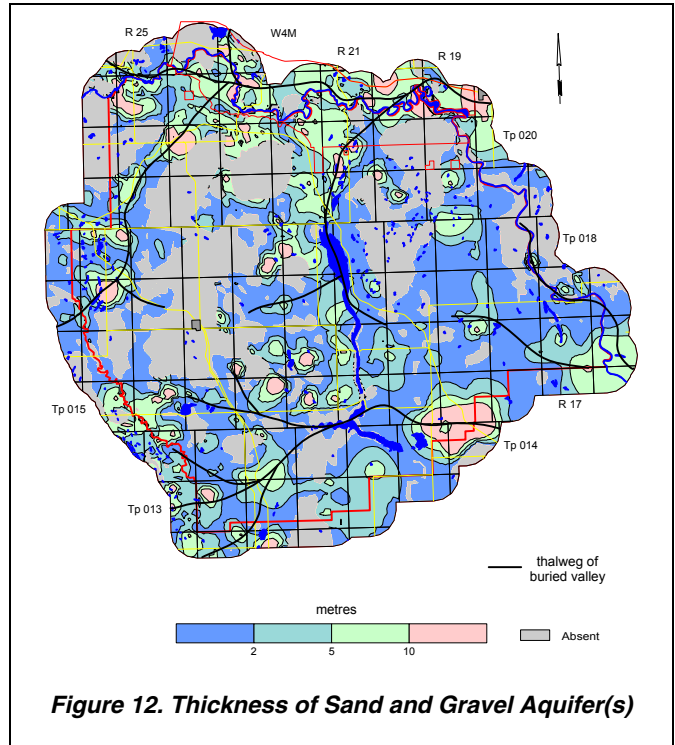 R 25
W4M
R 21
R 19
Tp 020
Tp 018
Tp 015
R 17
Tp 014
Tp 013
thalweg of
buried valley
metres
2 5 10
Absent
Figure 12. Thickness of Sand and Gravel Aquifer(s)